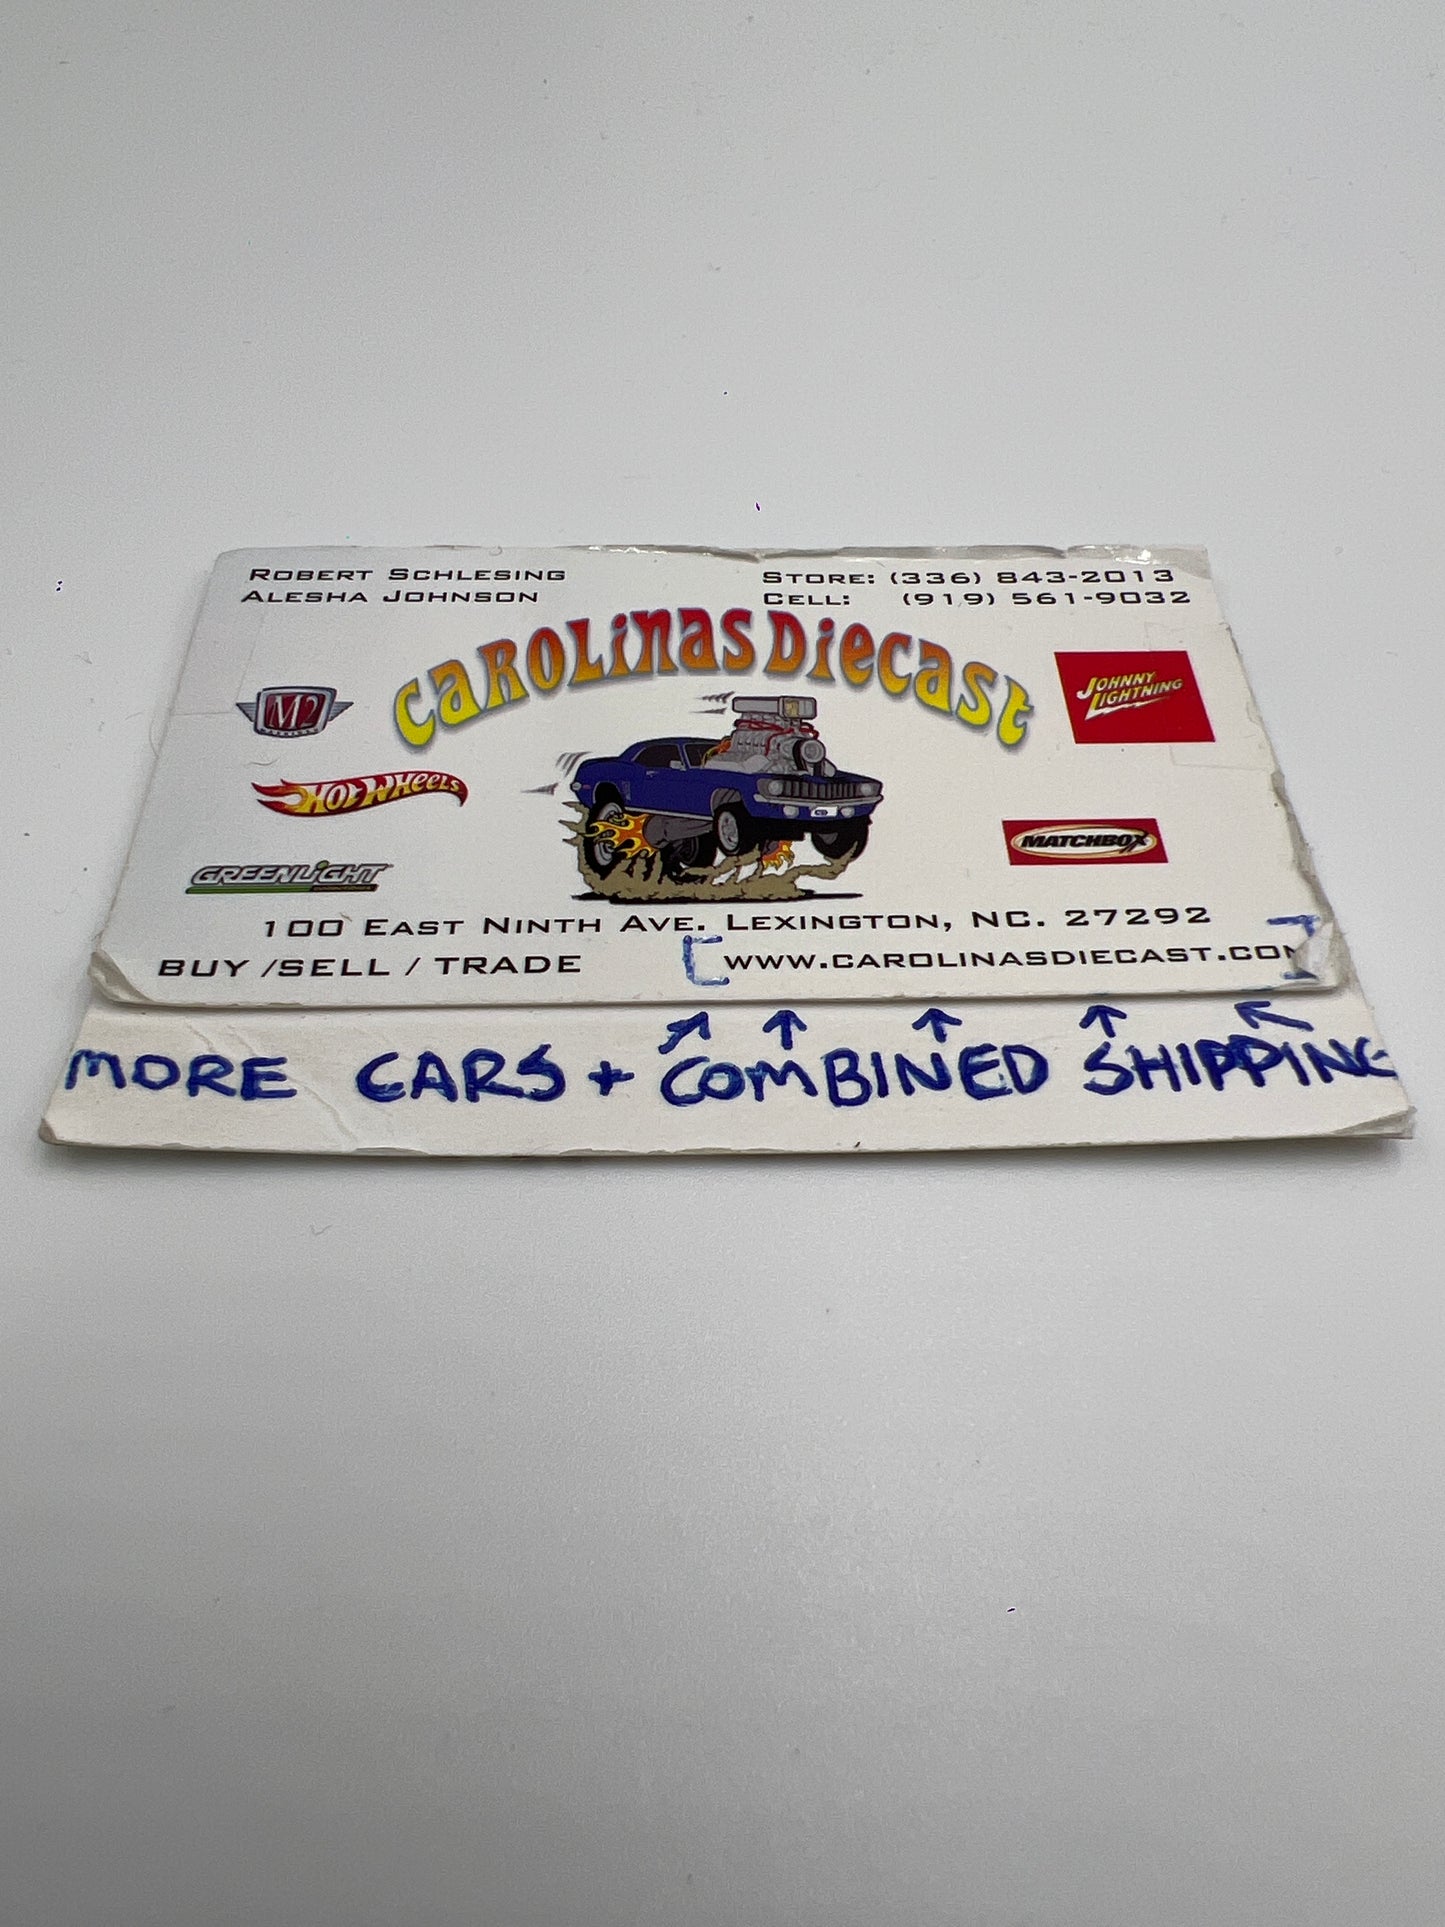 ROBERT SCHLESING
ALESHA JOHNSON
STORE: (336) 843-2013
CELL: (919) 561-9032
CAROLiNAS DiECAST
M2
JOHNNY LIGHTNING
HOT WHEELS
MATCHBOX
GREENLiGHT
100 EAST NINTH AVE. LEXINGTON, NC. 27292
BUY /SELL / TRADE
WWW.CAROLINASDIECAST.COM
MORE CARS + COMBINED SHIPPING